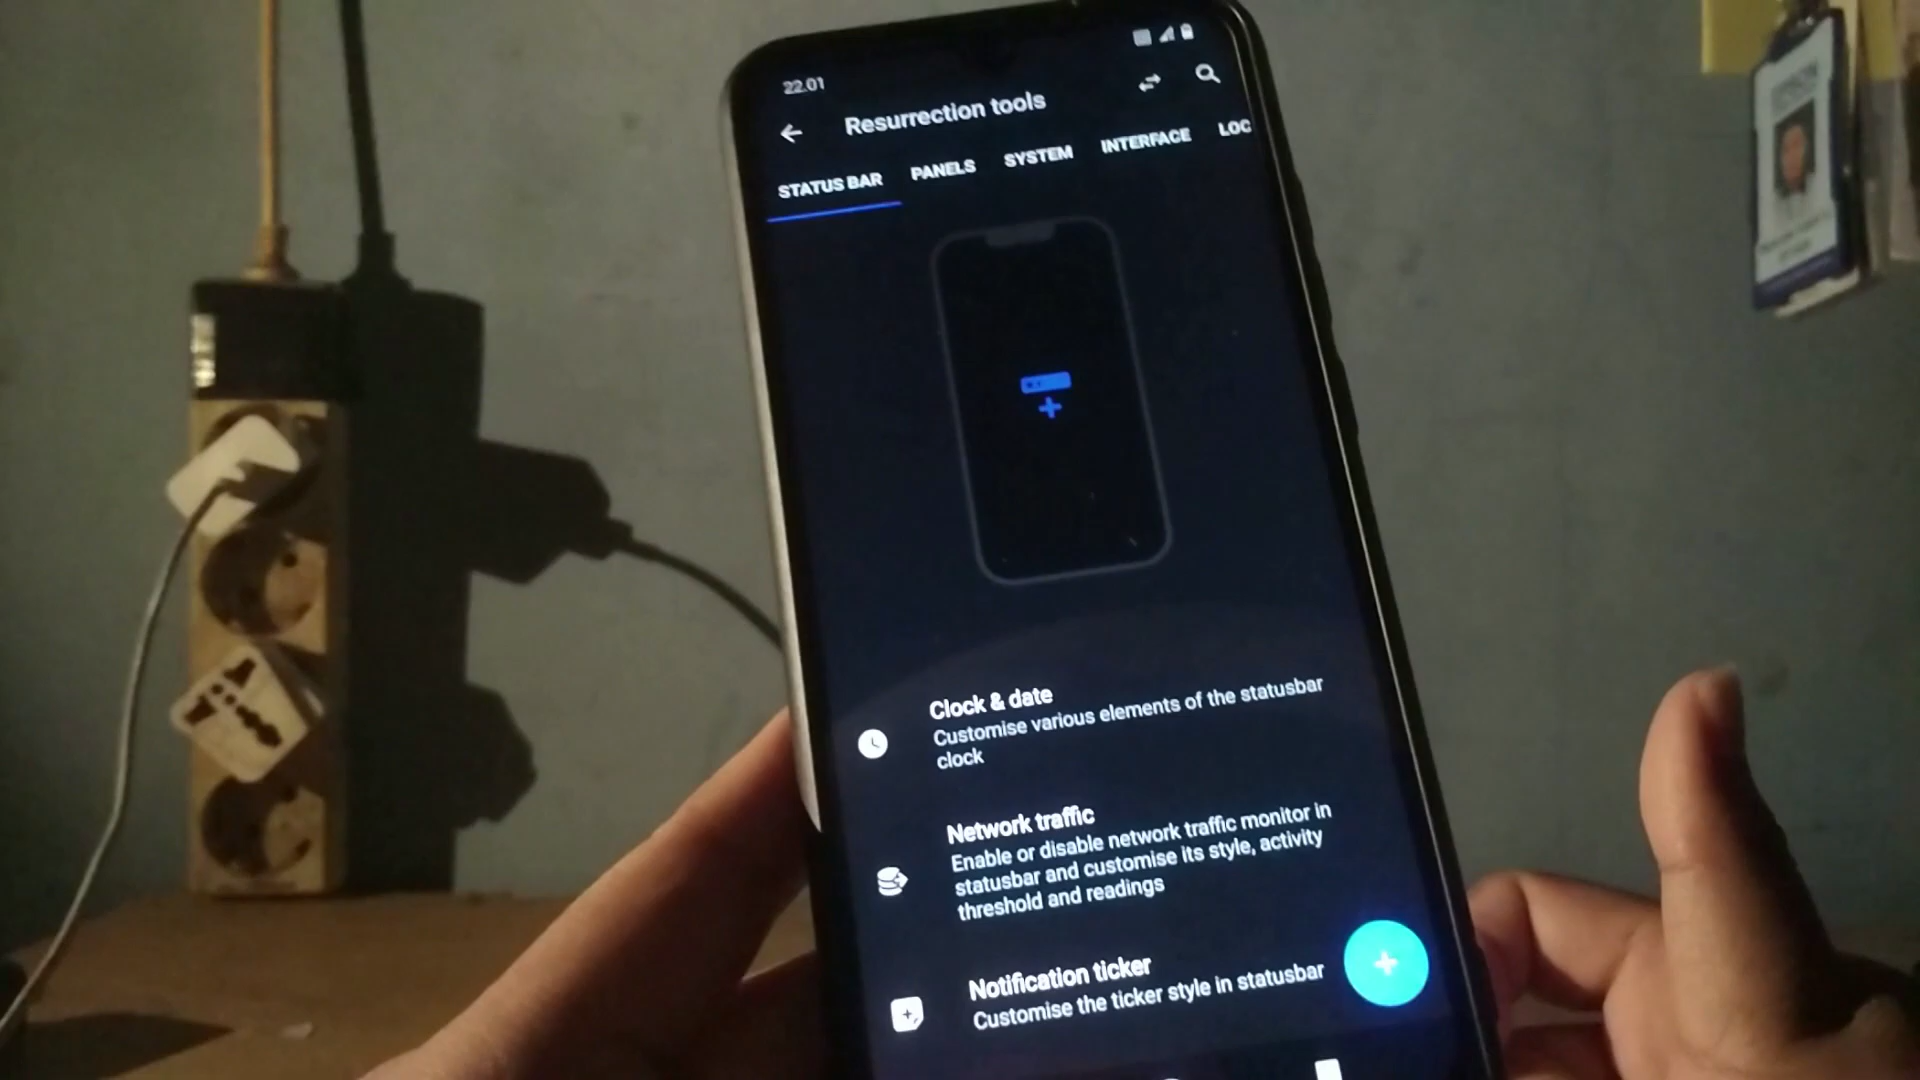 22.01
Resurrection tools
STATUS BAR PANELS SYSTEM INTERFACE LOC
Clock & date
Customise various elements of the statusbar
clock
Network traffic
Enable or disable network traffic monitor in
statusbar and customise its style, activity
threshold and readings
Notification ticker
Customise the ticker style in statusbar